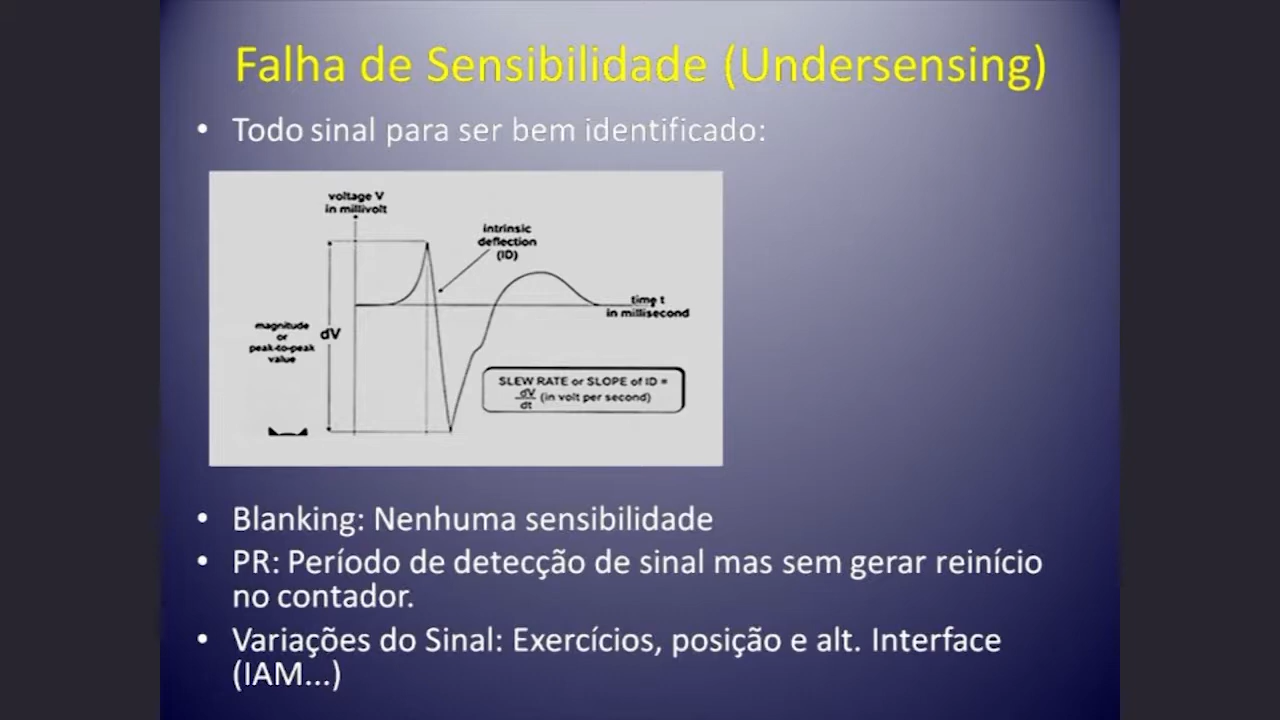 Falha de Sensibilidade (Undersensing)
• Todo sinal para ser bem identificado:
voltage V
in millivolt
intrinsic
deflection
(ID)
time t
in millisecond
magnitude
or
peak-to-peak
value
dV
SLEW RATE or SLOPE of ID =
dV
dt
(in volt per second)
• Blanking: Nenhuma sensibilidade
• PR: Período de detecção de sinal mas sem gerar reinício
no contador.
• Variações do Sinal: Exercícios, posição e alt. Interface
(IAM...)